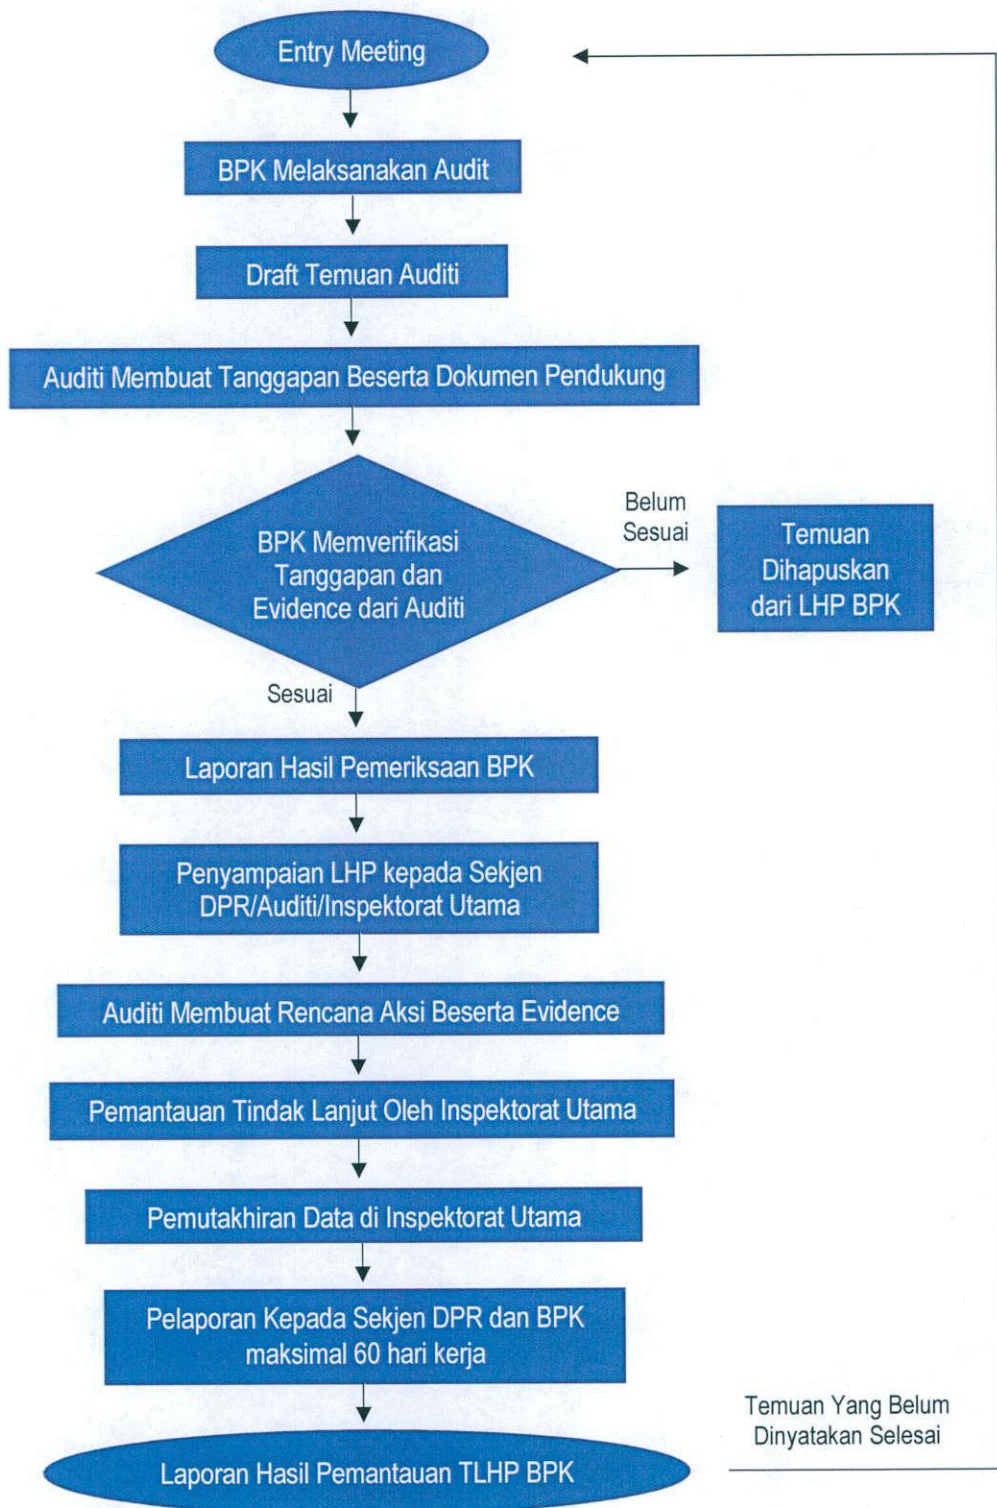 Entry Meeting
BPK Melaksanakan Audit
Draft Temuan Auditi
Auditi Membuat Tanggapan Beserta Dokumen Pendukung
BPK Memverifikasi
Tanggapan dan
Evidence dari Auditi
Belum
Sesuai
Temuan
Dihapuskan
dari LHP BPK
Sesuai
Laporan Hasil Pemeriksaan BPK
Penyampaian LHP kepada Sekjen
DPR/Auditi/Inspektorat Utama
Auditi Membuat Rencana Aksi Beserta Evidence
Pemantauan Tindak Lanjut Oleh Inspektorat Utama
Pemutakhiran Data di Inspektorat Utama
Pelaporan Kepada Sekjen DPR dan BPK
maksimal 60 hari kerja
Temuan Yang Belum
Dinyatakan Selesai
Laporan Hasil Pemantauan TLHP BPK